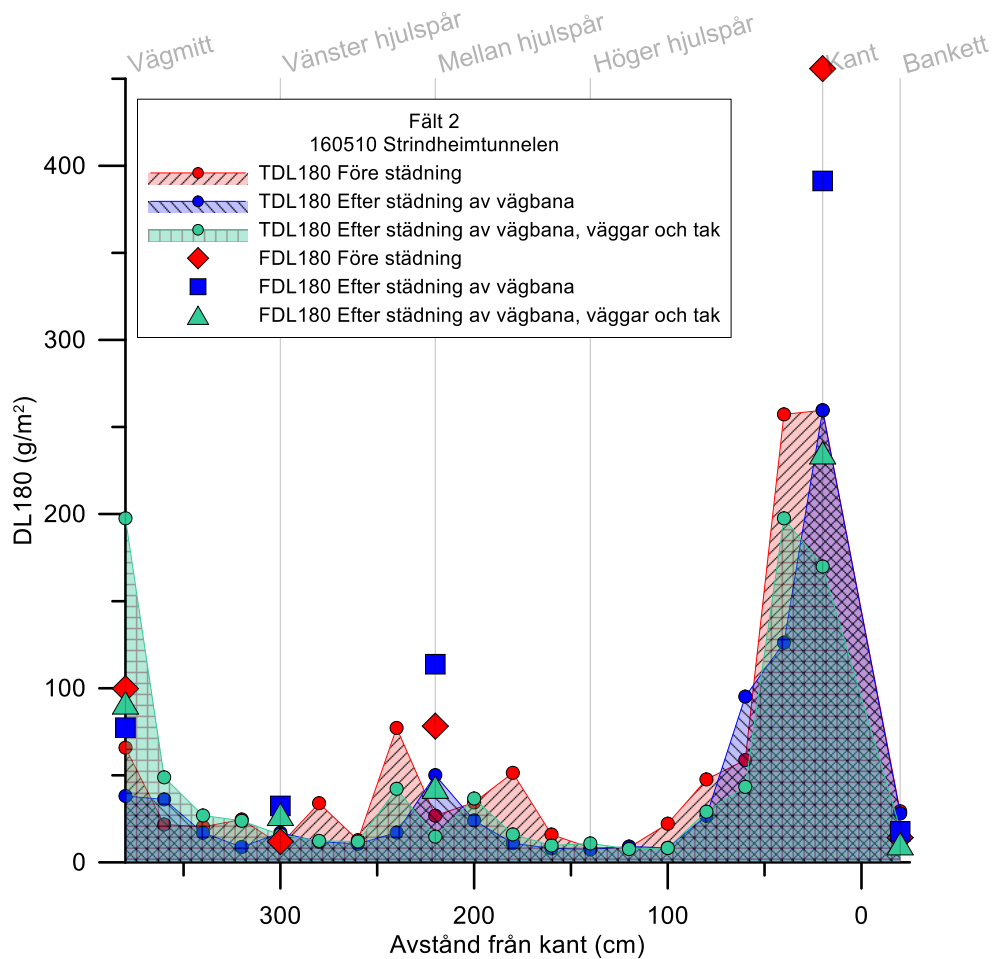 Vägmitt
Vänster hjulspår
Mellan hjulspår
Höger hjulspår
Kant
Bankett
Fält 2
160510 Strindheimtunnelen
TDL180 Före städning
TDL180 Efter städning av vägbana
TDL180 Efter städning av vägbana, väggar och tak
FDL180 Före städning
FDL180 Efter städning av vägbana
FDL180 Efter städning av vägbana, väggar och tak
400
300
200
100
0
DL180 (g/m²)
300
200
100
0
Avstånd från kant (cm)